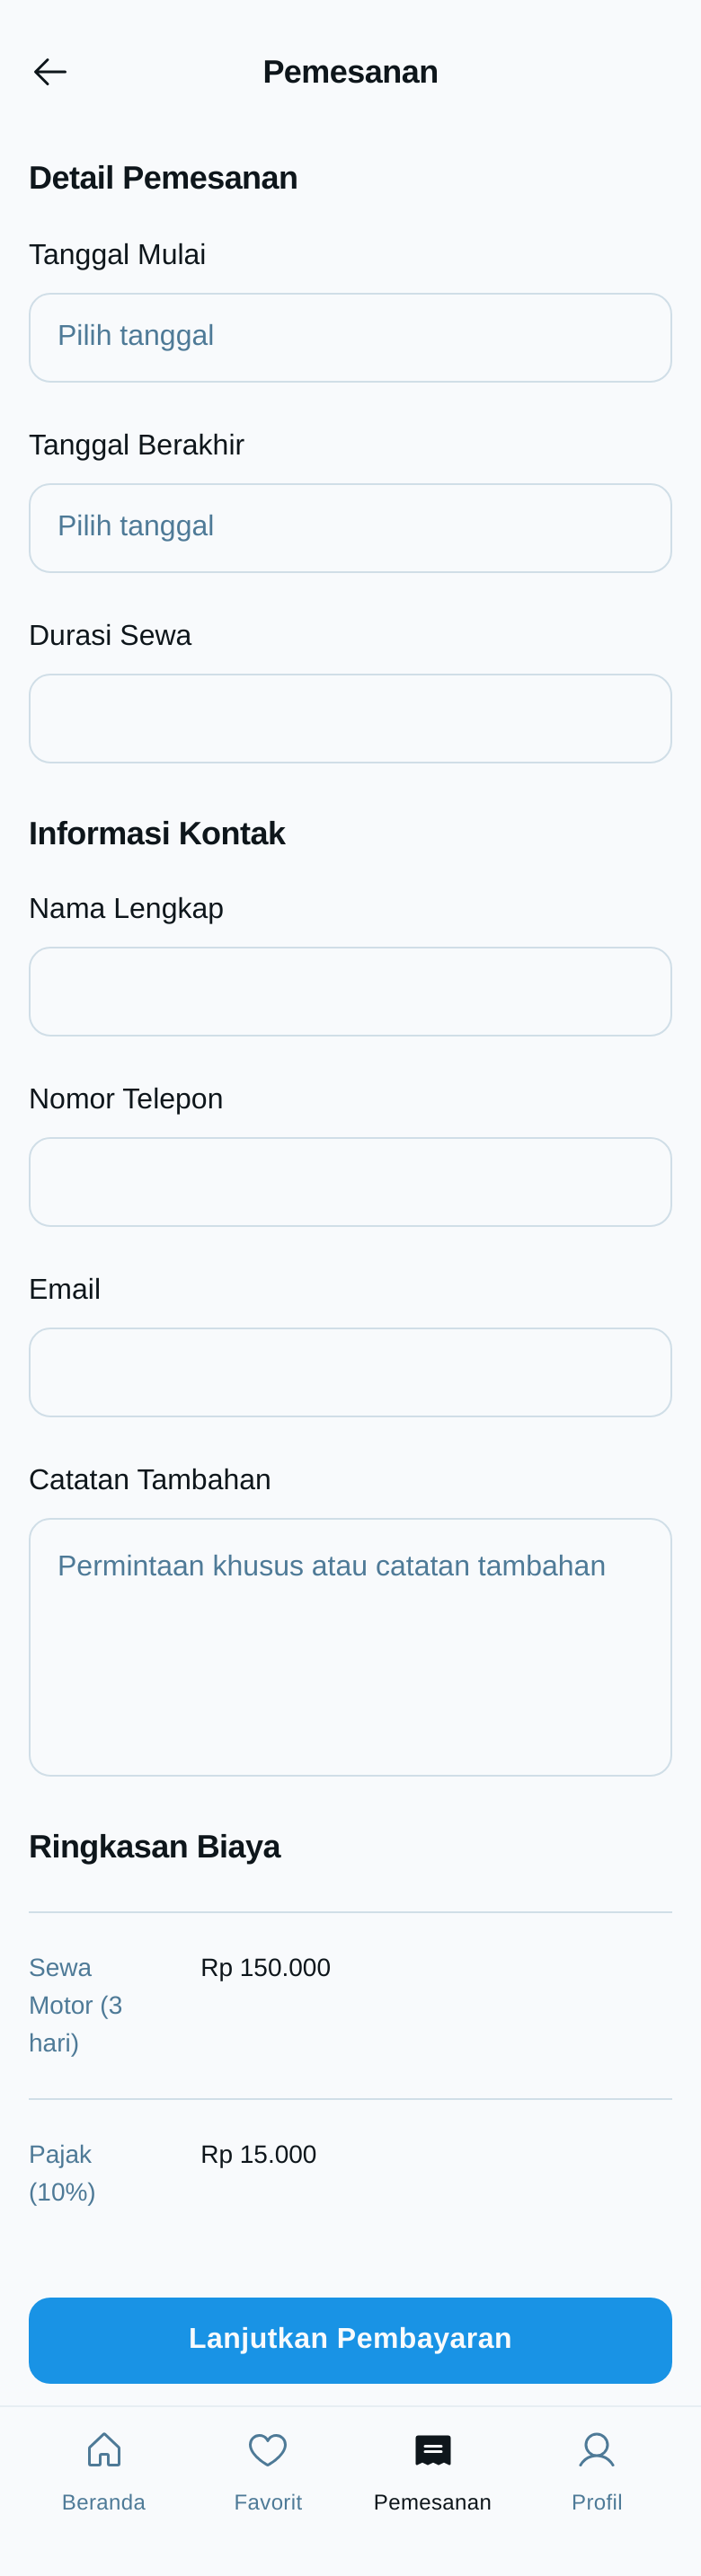 Pemesanan
Detail Pemesanan
Tanggal Mulai
Pilih tanggal
Tanggal Berakhir
Pilih tanggal
Durasi Sewa
Informasi Kontak
Nama Lengkap
Nomor Telepon
Email
Catatan Tambahan
Permintaan khusus atau catatan tambahan
Ringkasan Biaya
Sewa Rp 150.000
Motor (3
hari)
Pajak Rp 15.000
(10%)
Lanjutkan Pembayaran
Beranda Favorit Pemesanan Profil